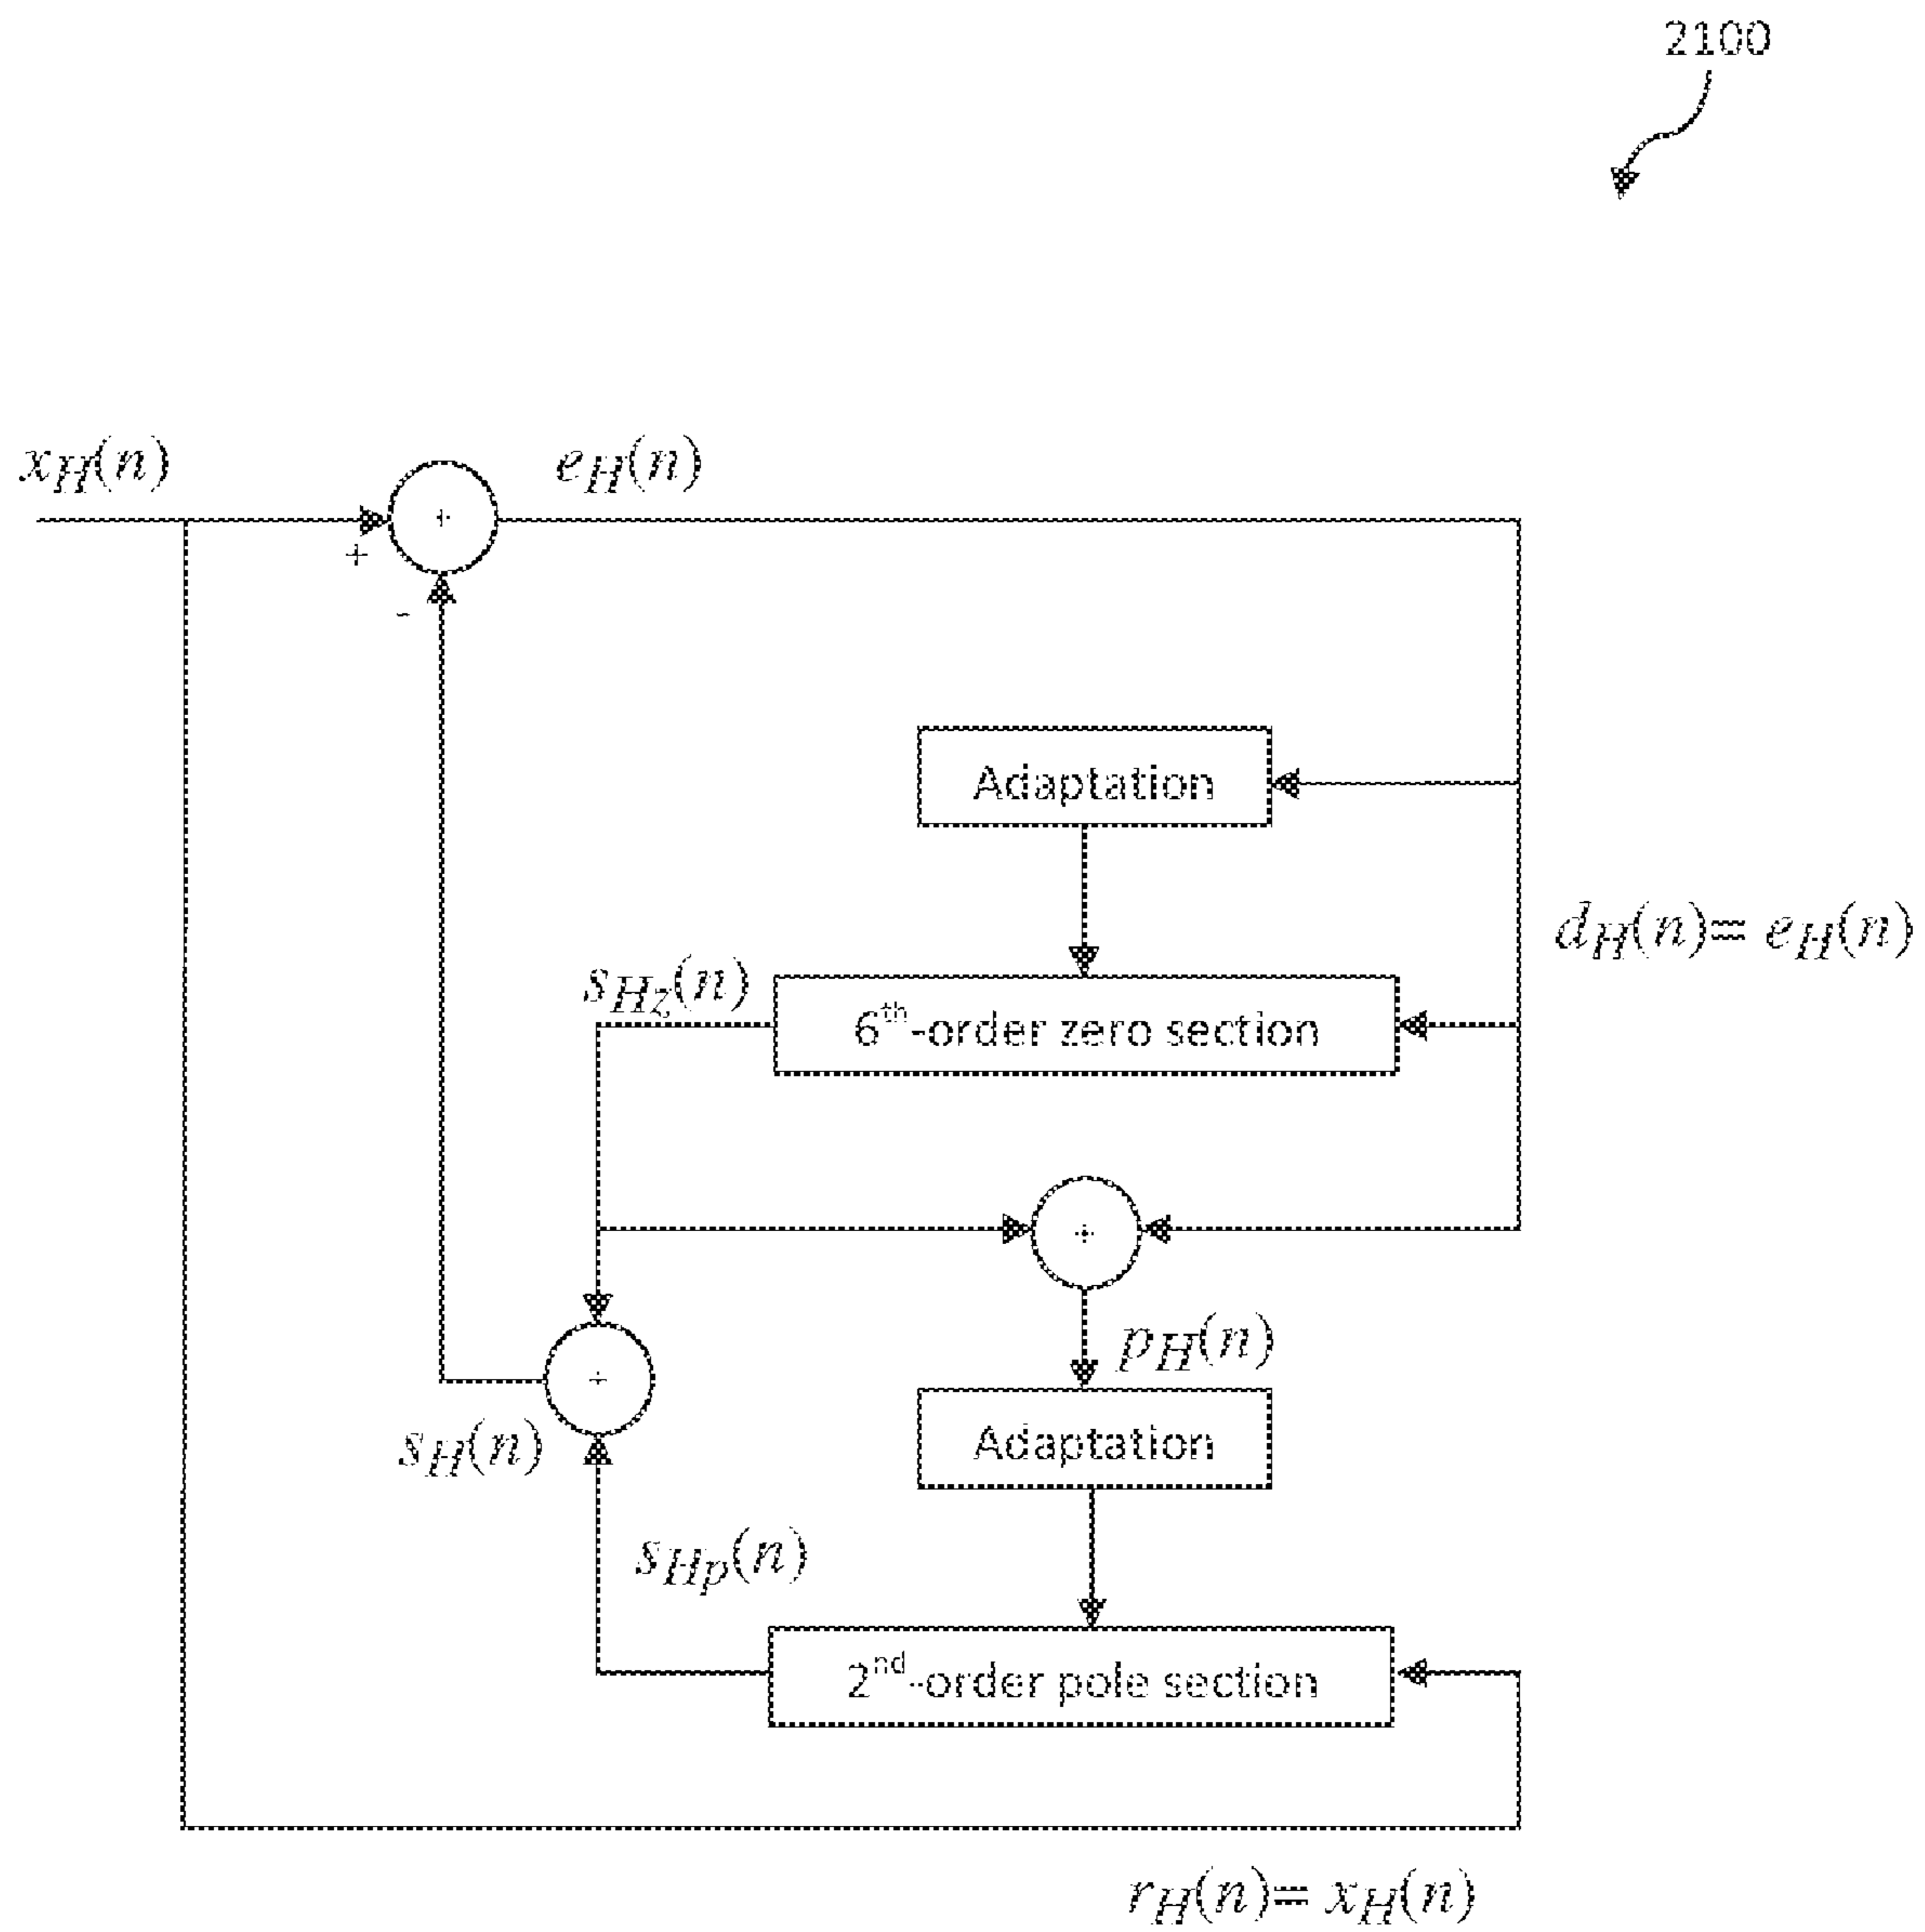 2100
x_H(n)
e_H(n)
+
+
-
Adaptation
d_H(n)= e_H(n)
s_Hz(n)
6th-order zero section
+
p_H(n)
+
Adaptation
s_H(n)
s_Hp(n)
2nd-order pole section
r_H(n)= x_H(n)